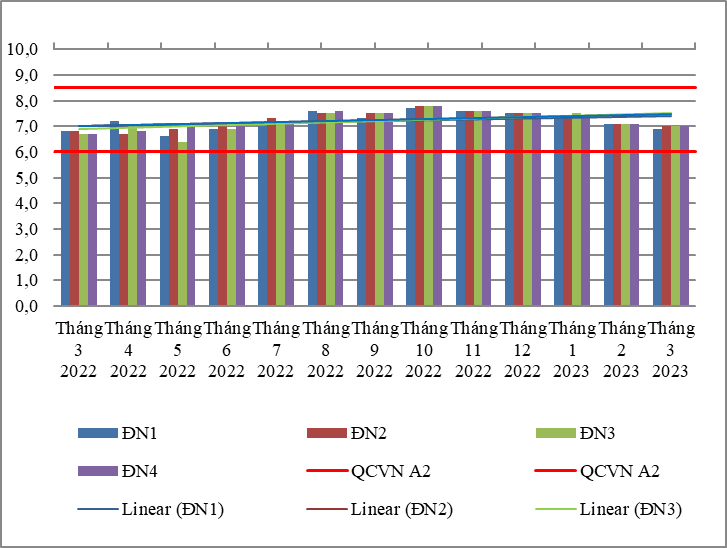 10,0
9,0
8,0
7,0
6,0
5,0
4,0
3,0
2,0
1,0
0,0
Tháng Tháng Tháng Tháng Tháng Tháng Tháng Tháng Tháng Tháng Tháng Tháng Tháng
3 4 5 6 7 8 9 10 11 12 1 2 3
2022 2022 2022 2022 2022 2022 2022 2022 2022 2022 2023 2023 2023
ĐN1 ĐN2 ĐN3
ĐN4 QCVN A2 QCVN A2
Linear (ĐN1) Linear (ĐN2) Linear (ĐN3)